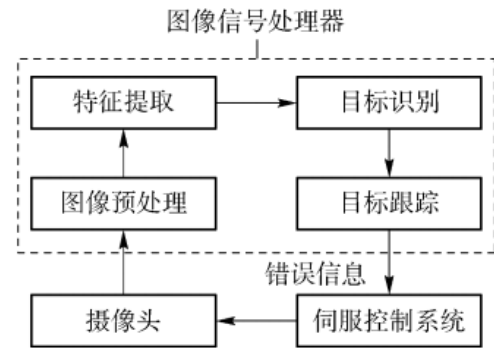 图像信号处理器
特征提取
目标识别
图像预处理
目标跟踪
错误信息
摄像头
伺服控制系统